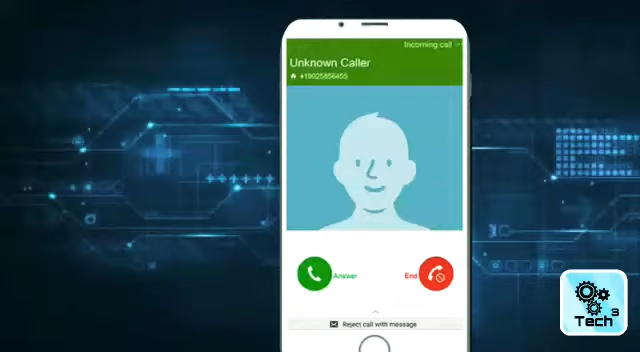 Incoming call ...
Unknown Caller
+19025856455
Answer
End
Reject call with message
Tech 3